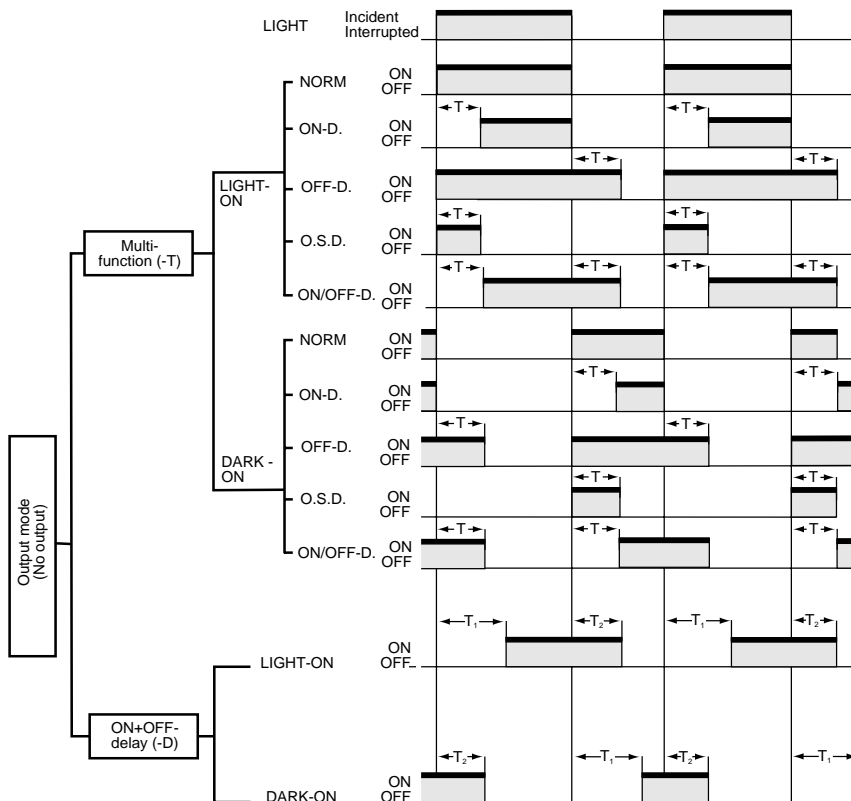 LIGHT Incident
Interrupted
NORM ON
OFF
T T
ON-D. ON
OFF
T T
OFF-D. ON
OFF
LIGHT-
ON
T T
O.S.D. ON
OFF
Multi-
function (-T)
T T T T
ON/OFF-D. ON
OFF
NORM ON
OFF
T T
ON-D. ON
OFF
T T
OFF-D. ON
OFF
DARK -
ON
T T
O.S.D. ON
OFF
T T T
ON/OFF-D. ON
OFF
Output mode
(No output)
T₁ T₂ T₁ T₂
LIGHT-ON ON
OFF
ON+OFF-
delay (-D)
T₂ T₁ T₂ T₁
DARK-ON ON
OFF